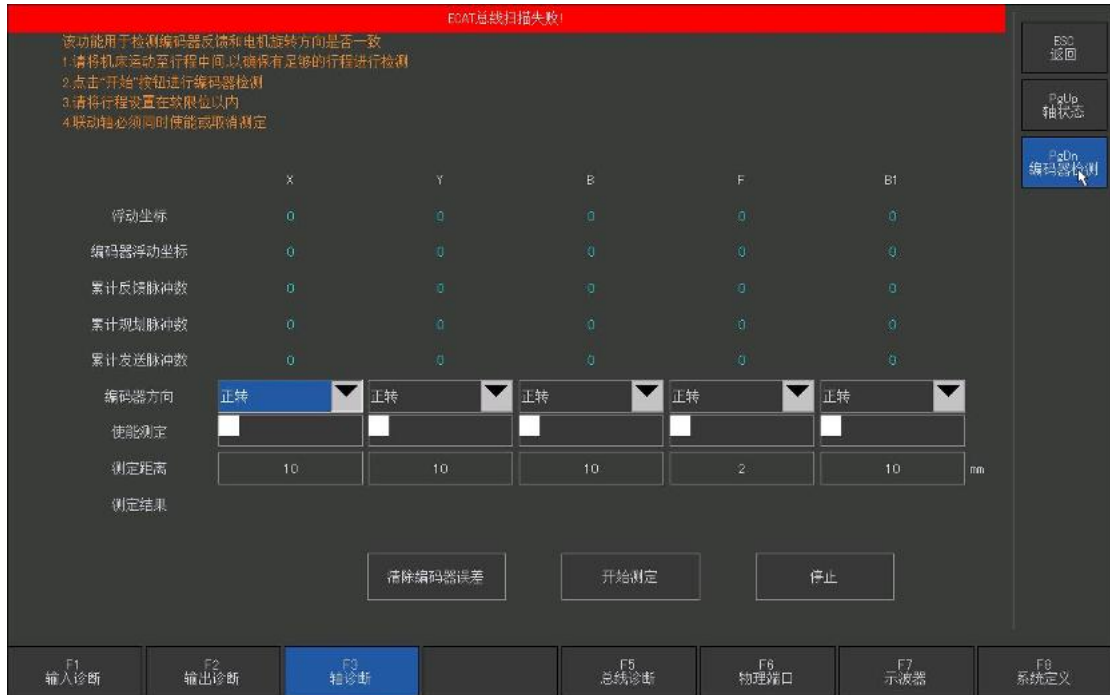 ECAT总线扫描失败!
该功能用于检测编码器反馈和电机旋转方向是否一致
1.请将机床运动至行程中间,以确保有足够的行程进行检测
2.点击“开始”按钮进行编码器检测
3.请将行程设置在软限位以内
4.联动轴必须同时使能或取消测定
ESC
返回
PgUp
轴状态
PgDn
编码器检测
X Y B F B1
浮动坐标 0 0 0 0 0
编码器浮动坐标 0 0 0 0 0
累计反馈脉冲数 0 0 0 0 0
累计规划脉冲数 0 0 0 0 0
累计发送脉冲数 0 0 0 0 0
编码器方向 正转 正转 正转 正转 正转
使能测定
测定距离 10 10 10 2 10 mm
测定结果
清除编码器误差 开始测定 停止
F1 F2 F3 F5 F6 F7 F8
输入诊断 输出诊断 轴诊断 总线诊断 物理端口 示波器 系统定义